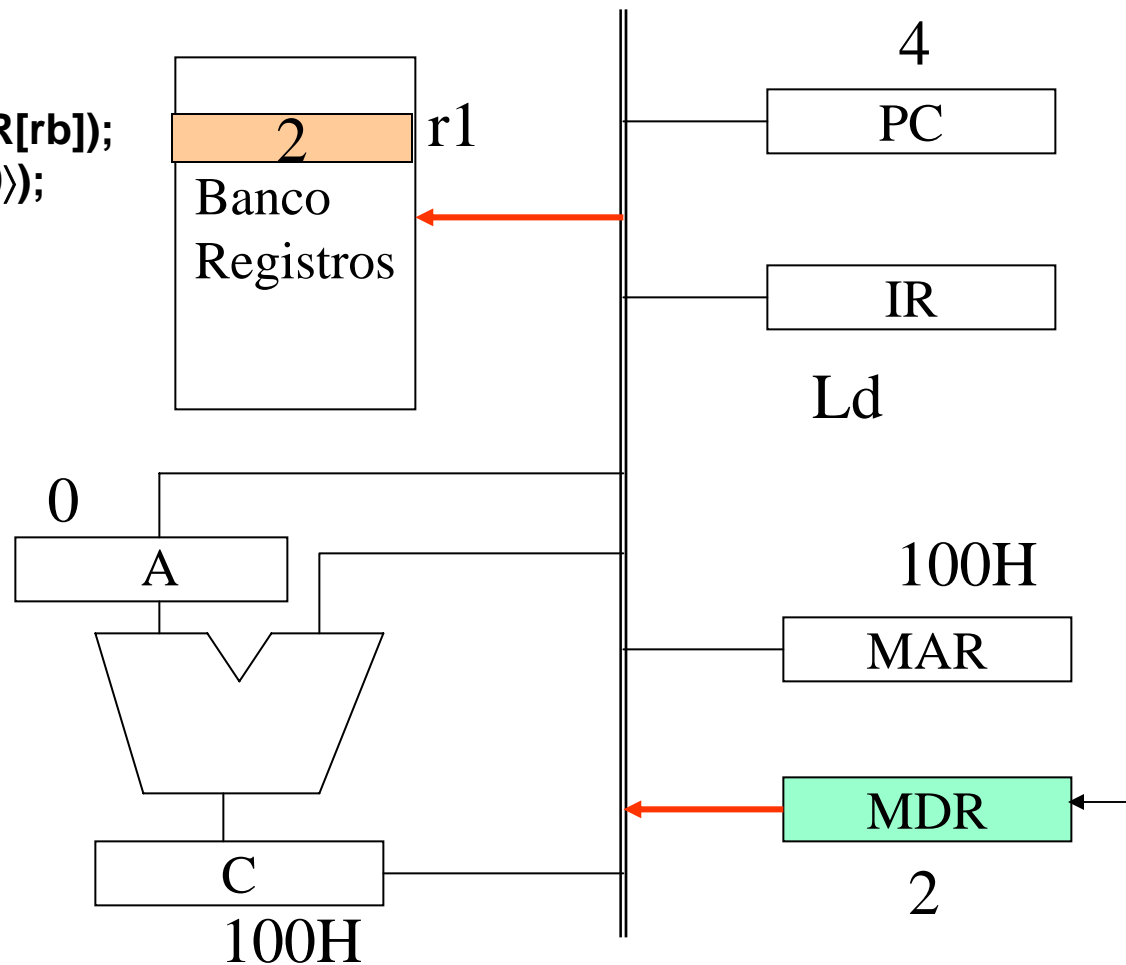 4
R[rb]);
2
r1
PC
⟩);
Banco
Registros
IR
Ld
0
A
100H
MAR
MDR
C
2
100H